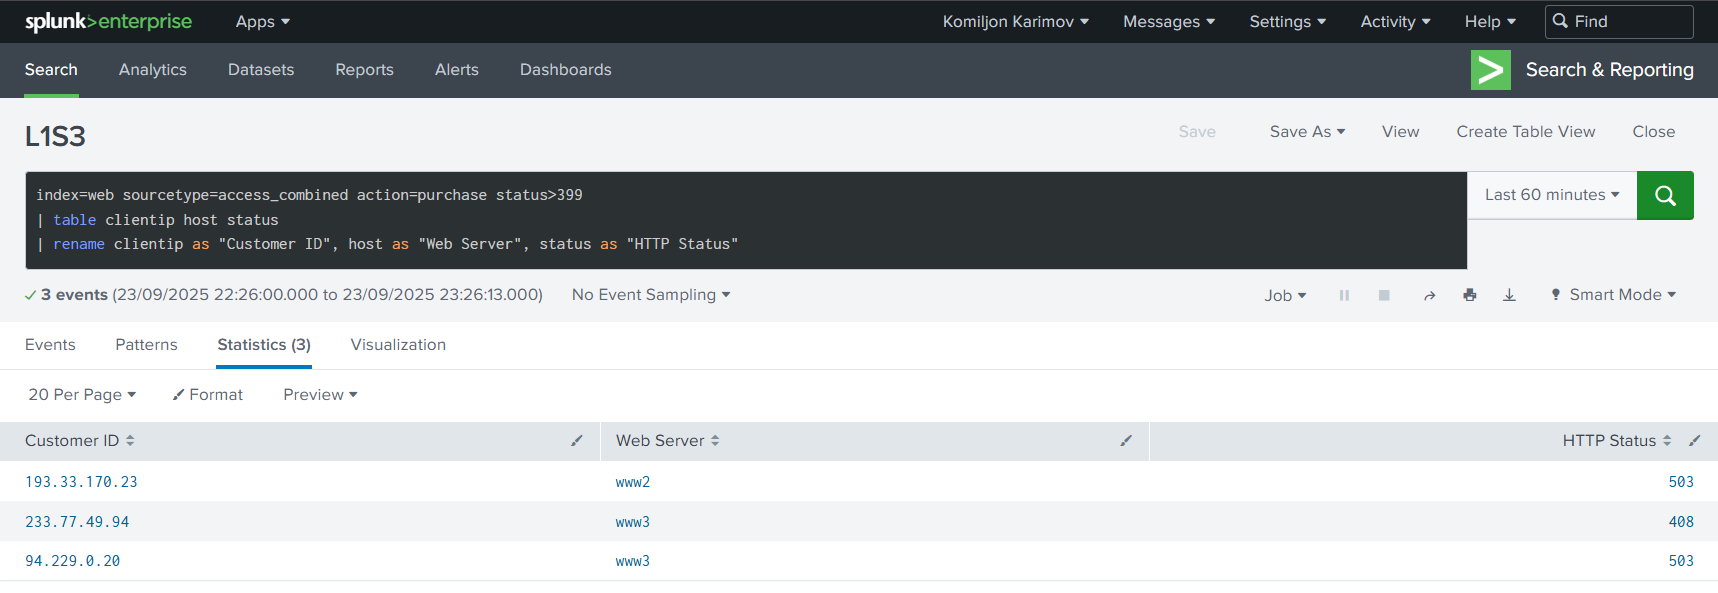 splunk>enterprise Apps Komiljon Karimov Messages Settings Activity Help Find
Search Analytics Datasets Reports Alerts Dashboards Search & Reporting
L1S3 Save Save As View Create Table View Close
index=web sourcetype=access_combined action=purchase status>399
| table clientip host status
| rename clientip as "Customer ID", host as "Web Server", status as "HTTP Status"
Last 60 minutes
3 events (23/09/2025 22:26:00.000 to 23/09/2025 23:26:13.000) No Event Sampling Job Smart Mode
Events Patterns Statistics (3) Visualization
20 Per Page Format Preview
Customer ID Web Server HTTP Status
193.33.170.23 www2 503
233.77.49.94 www3 408
94.229.0.20 www3 503